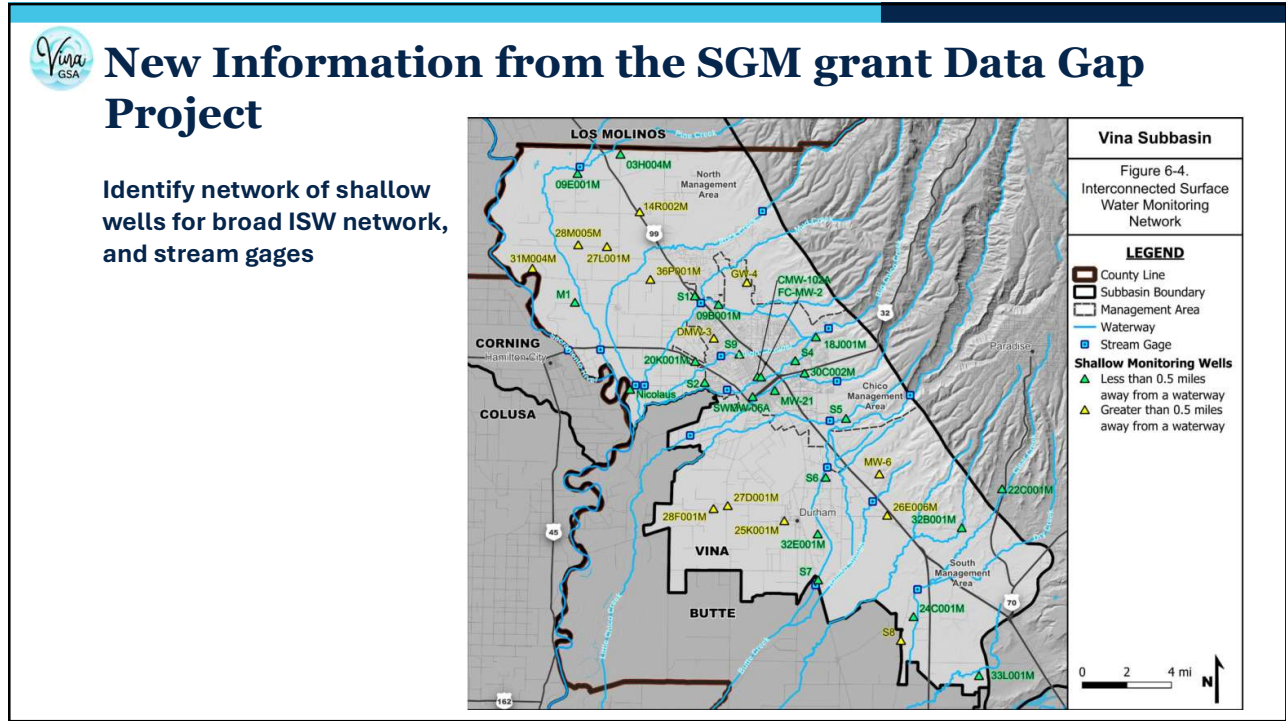 Vina
GSA
New Information from the SGM grant Data Gap
Project
Identify network of shallow
wells for broad ISW network,
and stream gages
LOS MOLINOS
Pine Creek
03H004M
09E001M
North
Management
Area
14R002M
99
28M005M
27L001M
31M004M
36P001M
GW-4
CMW-102A
FC-MW-2
M1
S1
09B001M
32
DMW-3
18J001M
CORNING
Hamilton City
Paradise
S9
20K001M
S4
30C002M
S2
Nicolaus
MW-21
Chico
Management
Area
COLUSA
SWMW-06A
S5
MW-6
S6
22C001M
27D001M
28F001M
26E006M
32B001M
25K001M
Durham
45
32E001M
VINA
S7
South
Management
Area
70
BUTTE
24C001M
S8
33L001M
162
Vina Subbasin
Figure 6-4.
Interconnected Surface
Water Monitoring
Network
LEGEND
County Line
Subbasin Boundary
Management Area
Waterway
Stream Gage
Shallow Monitoring Wells
Less than 0.5 miles
away from a waterway
Greater than 0.5 miles
away from a waterway
0 2 4 mi
N